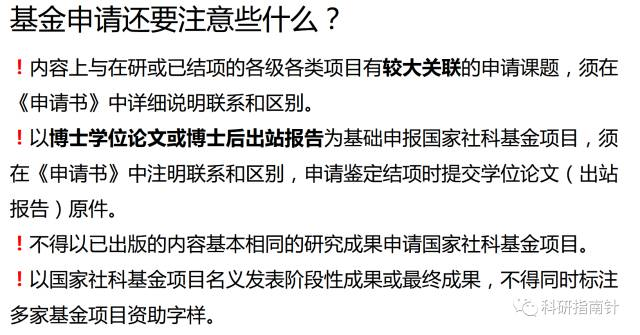 基金申请还要注意些什么？
！内容上与在研或已结项的各级各类项目有较大关联的申请课题，须在
《申请书》中详细说明联系和区别。
！以博士学位论文或博士后出站报告为基础申报国家社科基金项目，须
在《申请书》中注明联系和区别，申请鉴定结项时提交学位论文（出站
报告）原件。
！不得以已出版的内容基本相同的研究成果申请国家社科基金项目。
！以国家社科基金项目名义发表阶段性成果或最终成果，不得同时标注
多家基金项目资助字样。
科研指南针